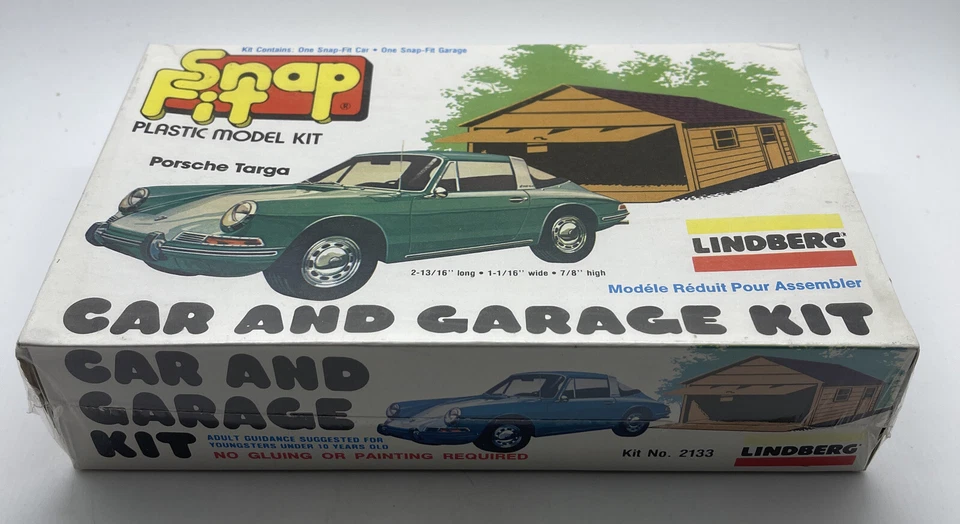 Kit Contains: One Snap-Fit Car • One Snap-Fit Garage
Snap
Fit®
PLASTIC MODEL KIT
Porsche Targa
2-13/16" long • 1-1/16" wide • 7/8" high
LINDBERG®
Modéle Réduit Pour Assembler
CAR AND GARAGE KIT
CAR AND
GARAGE
KIT
ADULT GUIDANCE SUGGESTED FOR
YOUNGSTERS UNDER 10 YEARS OLD
NO GLUING OR PAINTING REQUIRED
Kit No. 2133
LINDBERG®